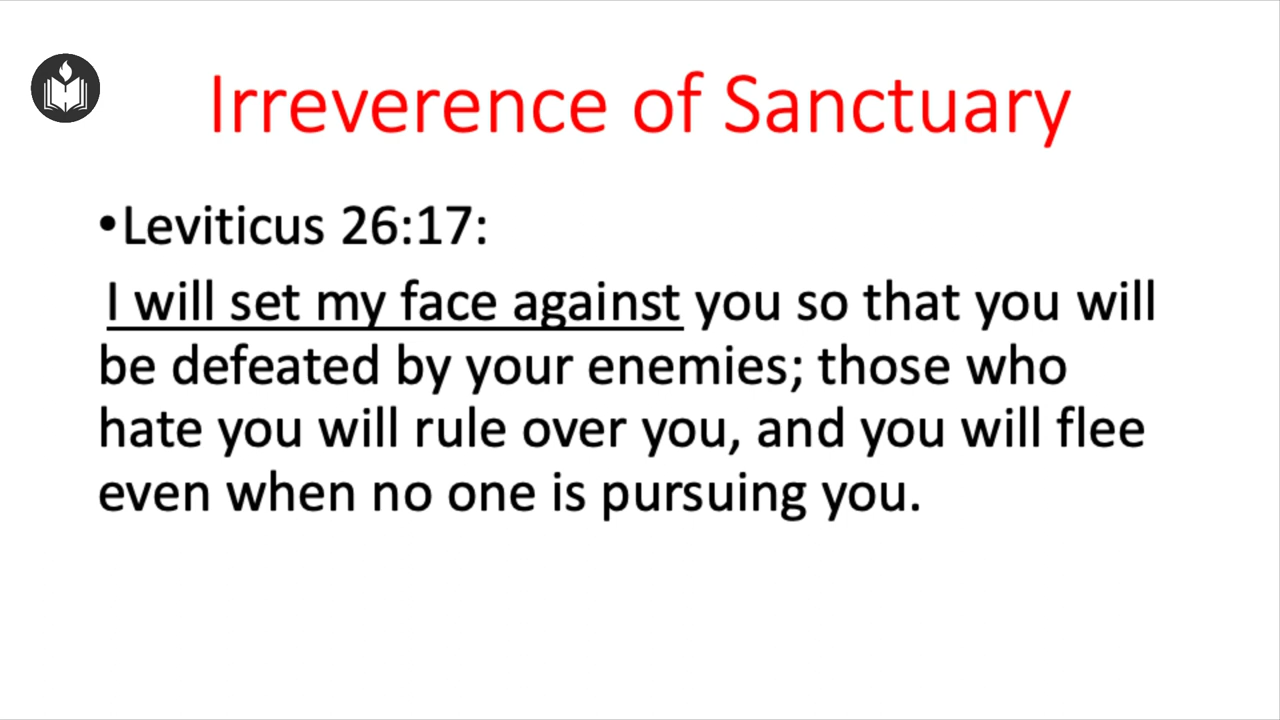 Irreverence of Sanctuary
•Leviticus 26:17:
I will set my face against you so that you will
be defeated by your enemies; those who
hate you will rule over you, and you will flee
even when no one is pursuing you.